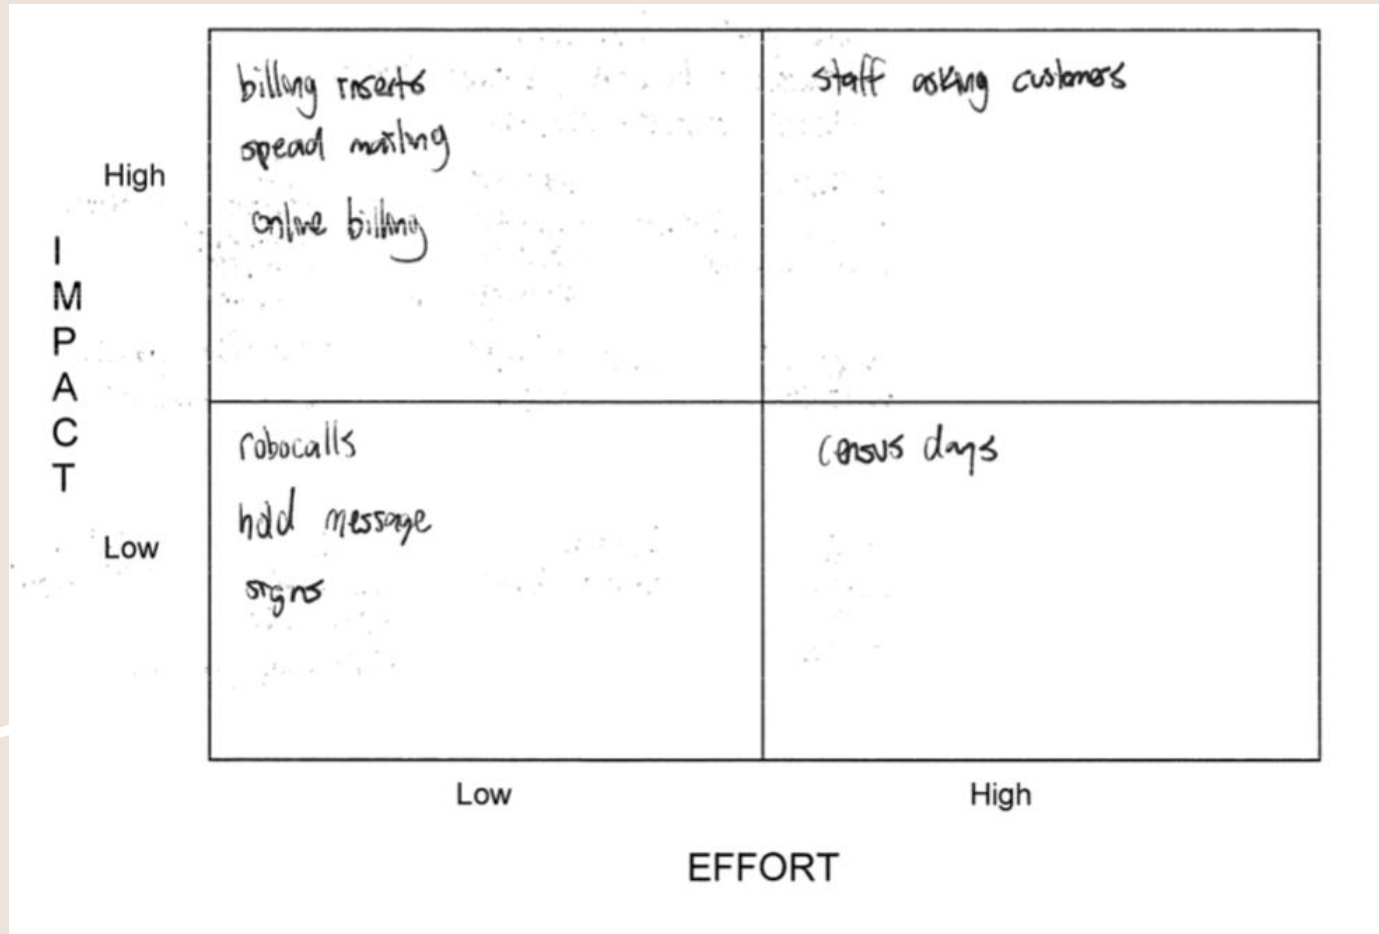 billing inserts
spead mailing
online billing
staff asking customers
High
IMPACT
robocalls
hold message
signs
census days
Low
Low
High
EFFORT